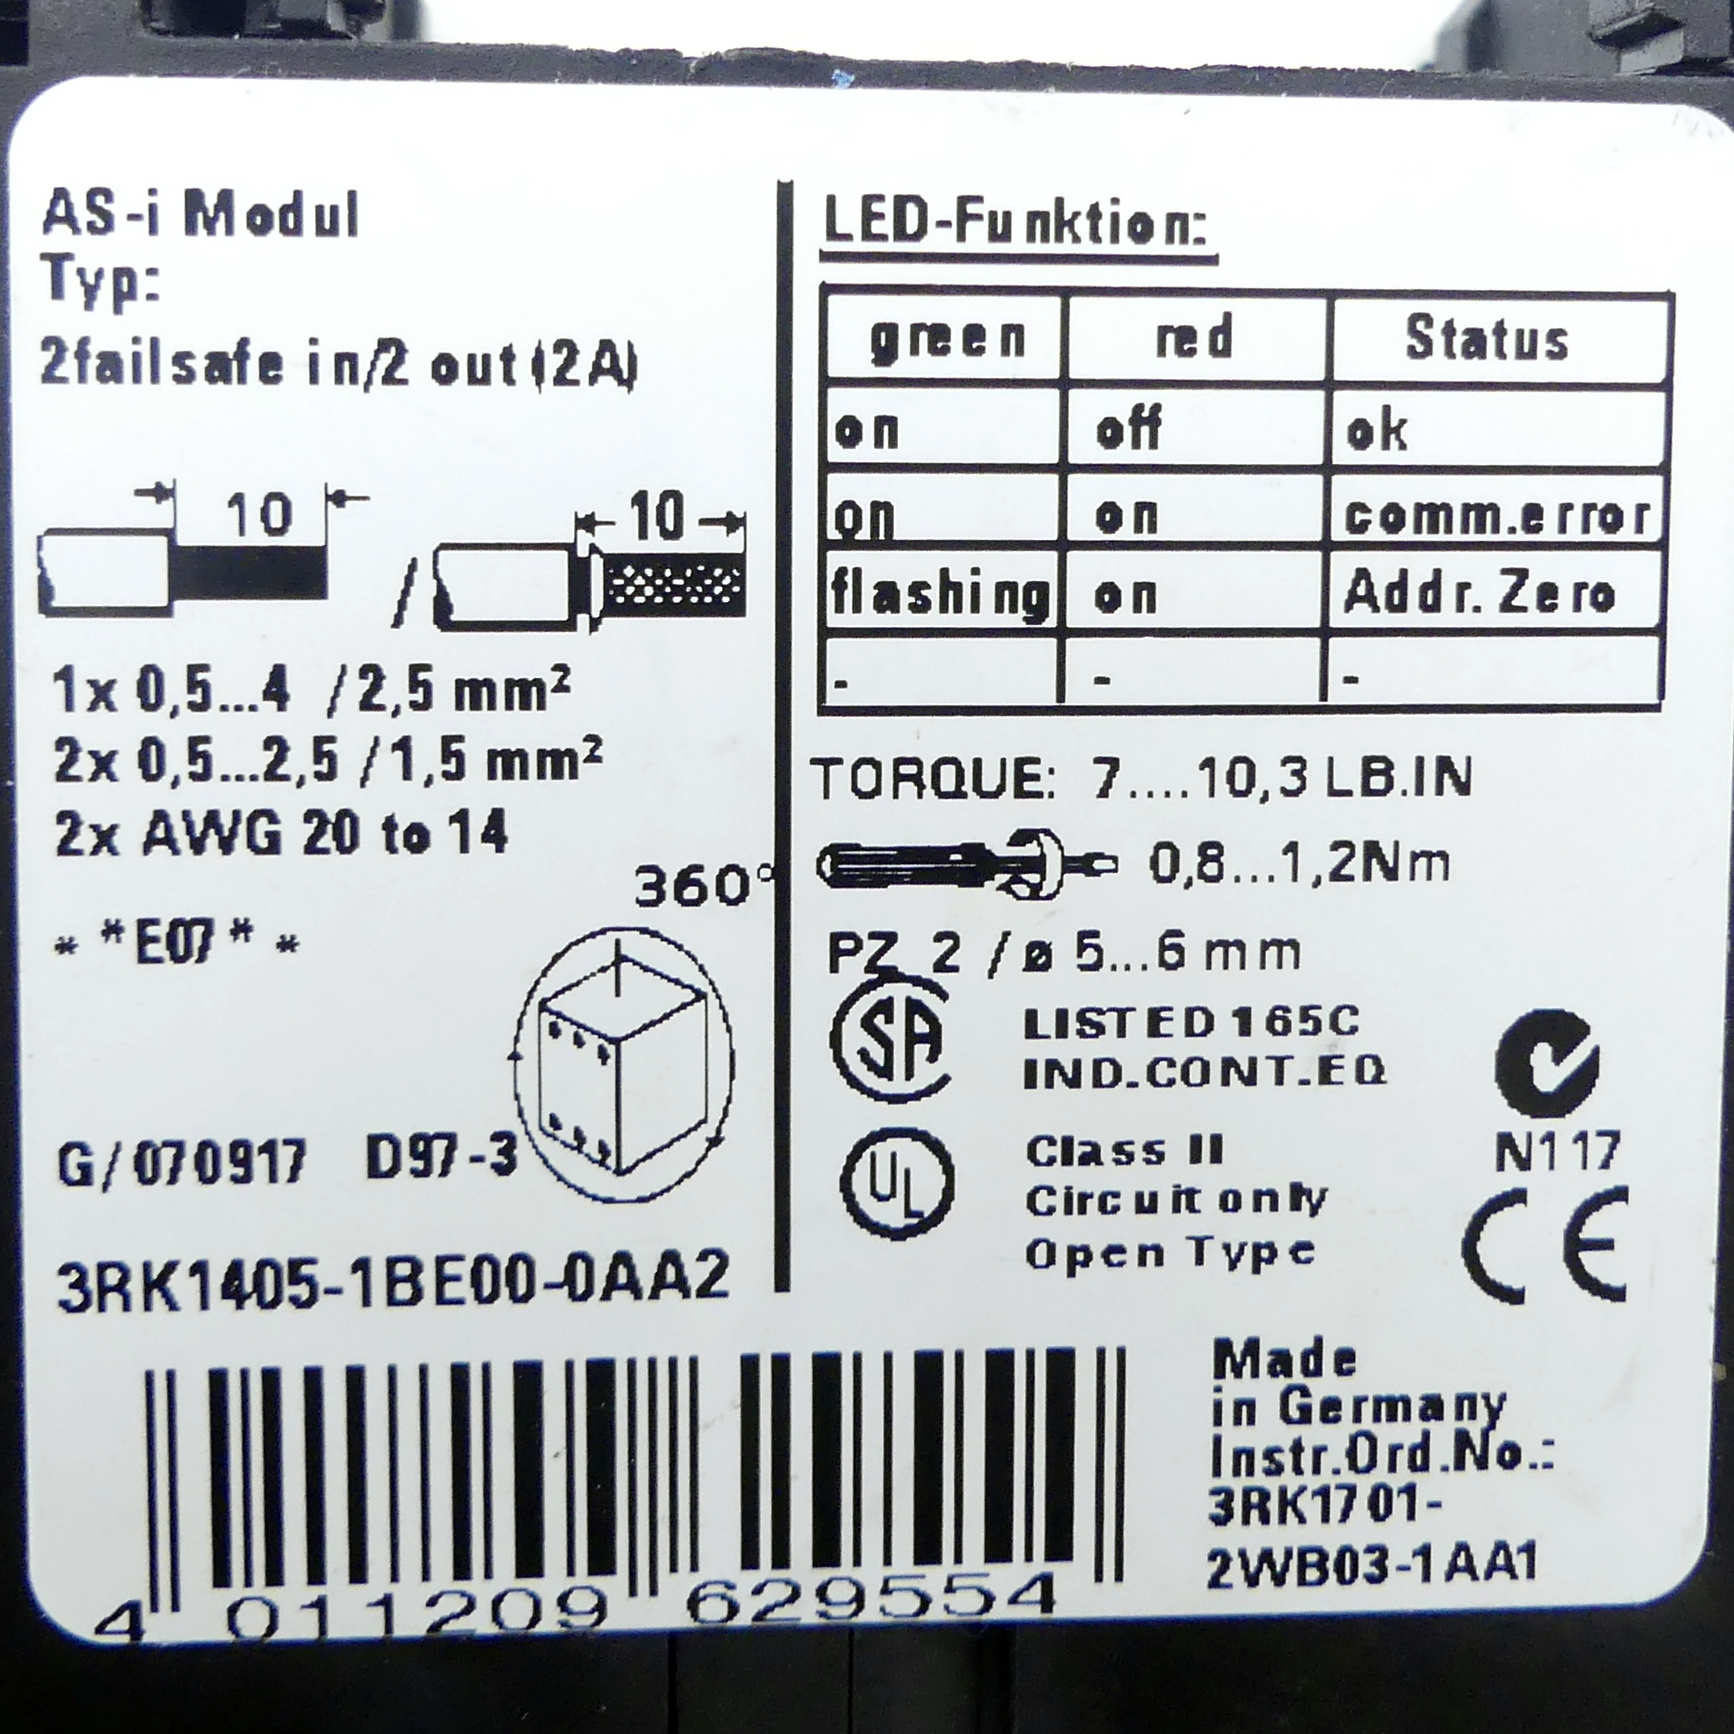 AS-i Modul
Typ:
2failsafe in/2 out (2A)
10 / 10
1x 0,5...4 / 2,5 mm²
2x 0,5...2,5 / 1,5 mm²
2x AWG 20 to 14
360°
* *E07* *
G/070917 D97-3
3RK1405-1BE00-0AA2
4 011209 629554
LED-Funktion:
green red Status
on off ok
on on comm.error
flashing on Addr. Zero
- - -
TORQUE: 7....10,3 LB.IN
0,8...1,2Nm
PZ 2 / ø 5...6 mm
SA
LISTED 165C
IND.CONT.EQ
UL
Class II
Circuit only
Open Type
N117
CE
Made
in Germany
Instr.Ord.No.:
3RK1701-
2WB03-1AA1